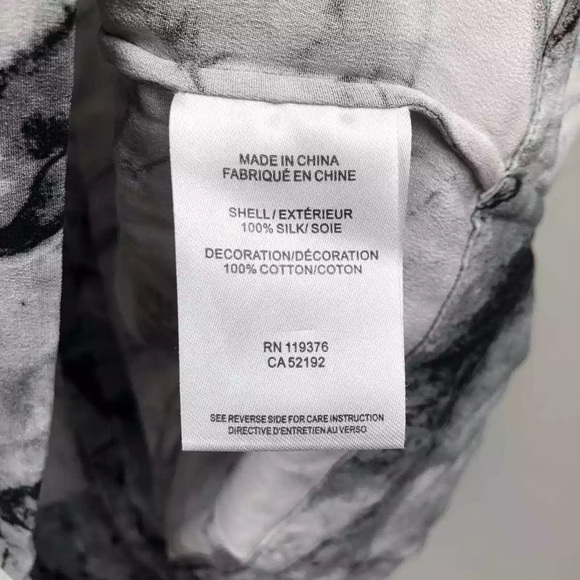 MADE IN CHINA
FABRIQUÉ EN CHINE
SHELL/EXTÉRIEUR
100% SILK/ SOIE
DECORATION/DÉCORATION
100% COTTON/COTON
RN 119376
CA 52192
SEE REVERSE SIDE FOR CARE INSTRUCTION
DIRECTIVE D'ENTRETIEN AU VERSO